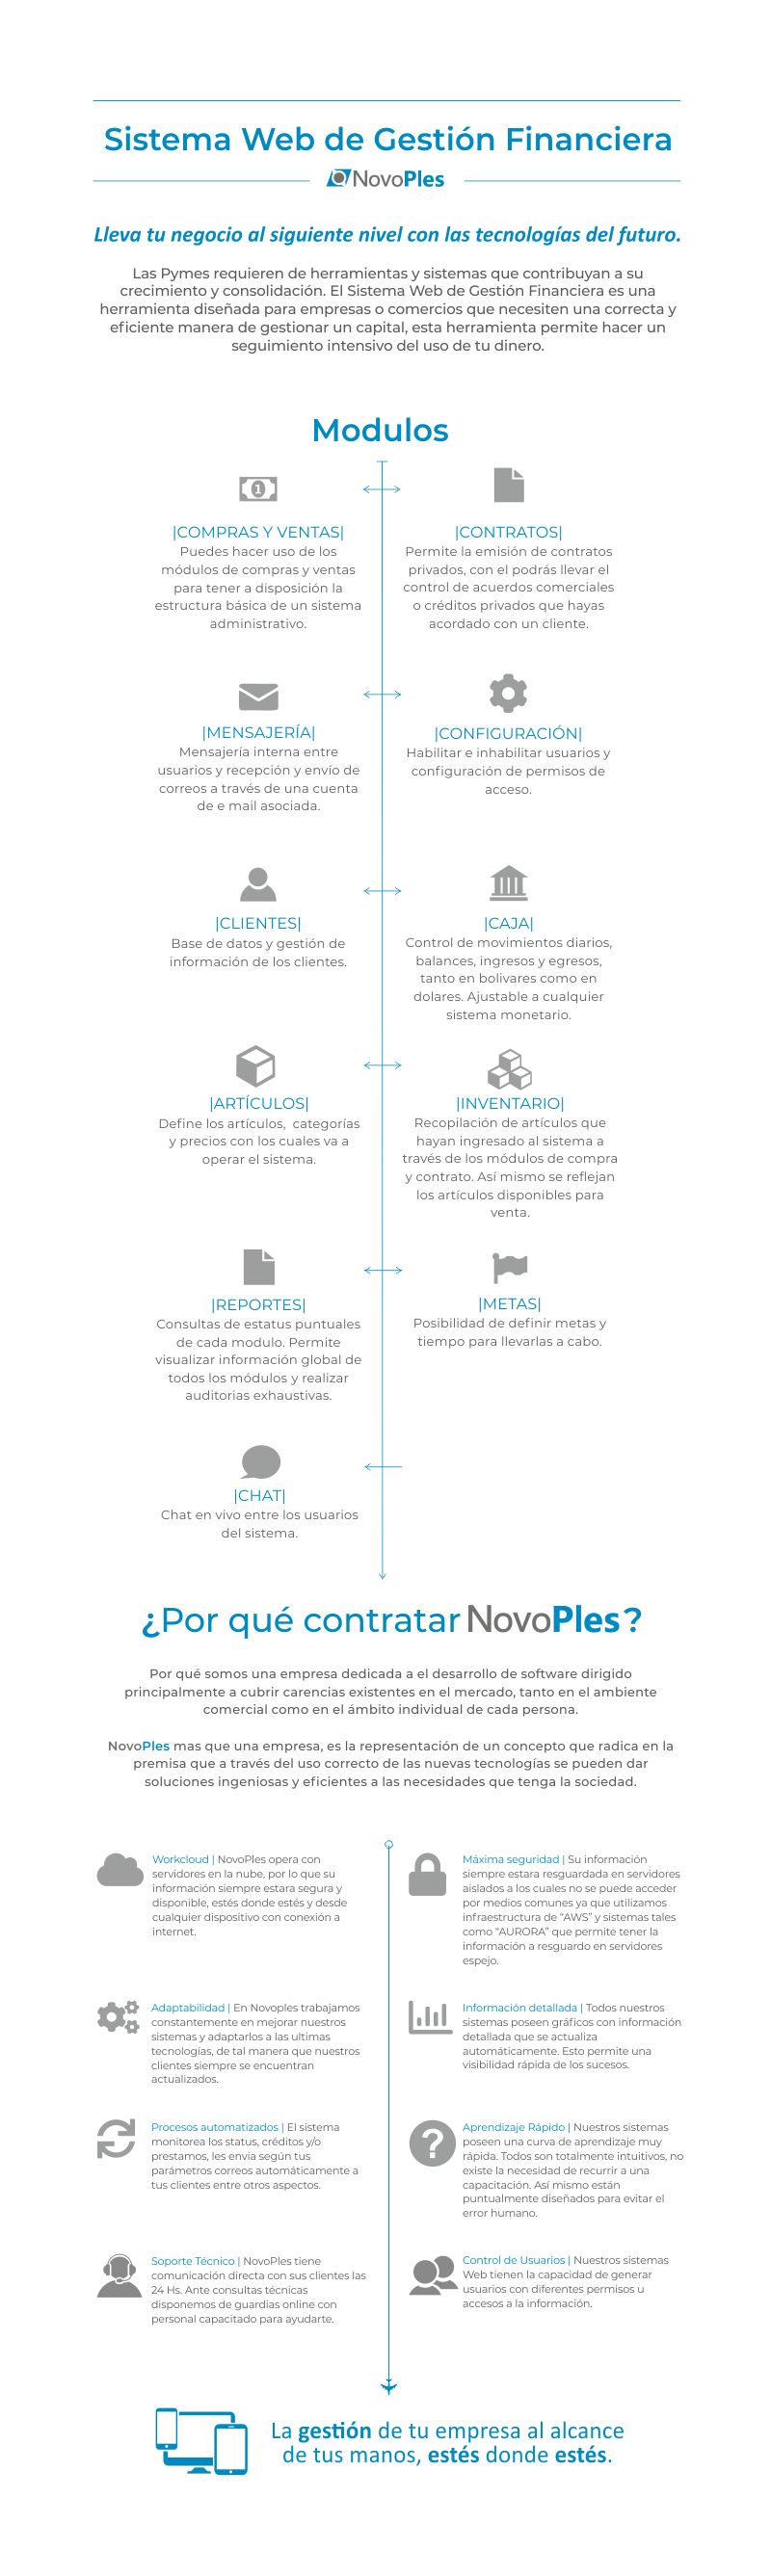 Sistema Web de Gestión Financiera
NovoPles
Lleva tu negocio al siguiente nivel con las tecnologías del futuro.
Las Pymes requieren de herramientas y sistemas que contribuyan a su
crecimiento y consolidación. El Sistema Web de Gestión Financiera es una
herramienta diseñada para empresas o comercios que necesiten una correcta y
eficiente manera de gestionar un capital, esta herramienta permite hacer un
seguimiento intensivo del uso de tu dinero.
Modulos
1
|COMPRAS Y VENTAS|
Puedes hacer uso de los
módulos de compras y ventas
para tener a disposición la
estructura básica de un sistema
administrativo.
|CONTRATOS|
Permite la emisión de contratos
privados, con el podrás llevar el
control de acuerdos comerciales
o créditos privados que hayas
acordado con un cliente.
|MENSAJERÍA|
Mensajería interna entre
usuarios y recepción y envío de
correos a través de una cuenta
de e mail asociada.
|CONFIGURACIÓN|
Habilitar e inhabilitar usuarios y
configuración de permisos de
acceso.
|CLIENTES|
Base de datos y gestión de
información de los clientes.
|CAJA|
Control de movimientos diarios,
balances, ingresos y egresos,
tanto en bolivares como en
dolares. Ajustable a cualquier
sistema monetario.
|ARTÍCULOS|
Define los artículos, categorías
y precios con los cuales va a
operar el sistema.
|INVENTARIO|
Recopilación de artículos que
hayan ingresado al sistema a
través de los módulos de compra
y contrato. Así mismo se reflejan
los artículos disponibles para
venta.
|REPORTES|
Consultas de estatus puntuales
de cada modulo. Permite
visualizar información global de
todos los módulos y realizar
auditorias exhaustivas.
|METAS|
Posibilidad de definir metas y
tiempo para llevarlas a cabo.
|CHAT|
Chat en vivo entre los usuarios
del sistema.
¿Por qué contratar NovoPles?
Por qué somos una empresa dedicada a el desarrollo de software dirigido
principalmente a cubrir carencias existentes en el mercado, tanto en el ambiente
comercial como en el ámbito individual de cada persona.
NovoPles mas que una empresa, es la representación de un concepto que radica en la
premisa que a través del uso correcto de las nuevas tecnologías se pueden dar
soluciones ingeniosas y eficientes a las necesidades que tenga la sociedad.
Workcloud | NovoPles opera con
servidores en la nube, por lo que su
información siempre estara segura y
disponible, estés donde estés y desde
cualquier dispositivo con conexión a
internet.
Máxima seguridad | Su información
siempre estara resguardada en servidores
aislados a los cuales no se puede acceder
por medios comunes ya que utilizamos
infraestructura de “AWS” y sistemas tales
como “AURORA” que permite tener la
información a resguardo en servidores
espejo.
Adaptabilidad | En Novoples trabajamos
constantemente en mejorar nuestros
sistemas y adaptarlos a las ultimas
tecnologías, de tal manera que nuestros
clientes siempre se encuentran
actualizados.
Información detallada | Todos nuestros
sistemas poseen gráficos con información
detallada que se actualiza
automáticamente. Esto permite una
visibilidad rápida de los sucesos.
Procesos automatizados | El sistema
monitorea los status, créditos y/o
prestamos, les envía según tus
parámetros correos automáticamente a
tus clientes entre otros aspectos.
?
Aprendizaje Rápido | Nuestros sistemas
poseen una curva de aprendizaje muy
rápida. Todos son totalmente intuitivos, no
existe la necesidad de recurrir a una
capacitación. Así mismo están
puntualmente diseñados para evitar el
error humano.
Soporte Técnico | NovoPles tiene
comunicación directa con sus clientes las
24 Hs. Ante consultas técnicas
disponemos de guardias online con
personal capacitado para ayudarte.
Control de Usuarios | Nuestros sistemas
Web tienen la capacidad de generar
usuarios con diferentes permisos u
accesos a la información.
La gestión de tu empresa al alcance
de tus manos, estés donde estés.